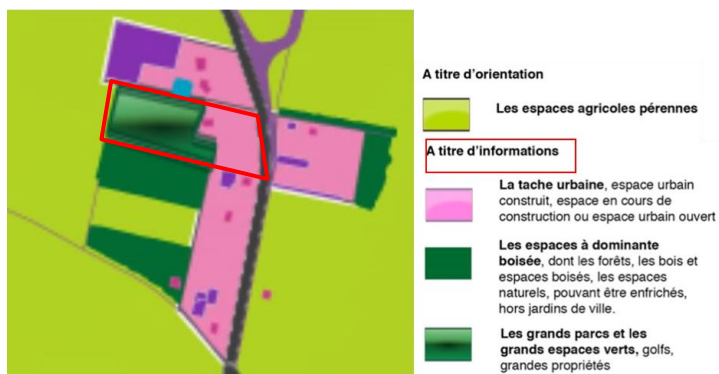 A titre d'orientation
Les espaces agricoles pérennes
A titre d'informations
La tache urbaine, espace urbain
construit, espace en cours de
construction ou espace urbain ouvert
Les espaces à dominante
boisée, dont les forêts, les bois et
espaces boisés, les espaces
naturels, pouvant être enfrichés,
hors jardins de ville.
Les grands parcs et les
grands espaces verts, golfs,
grandes propriétés